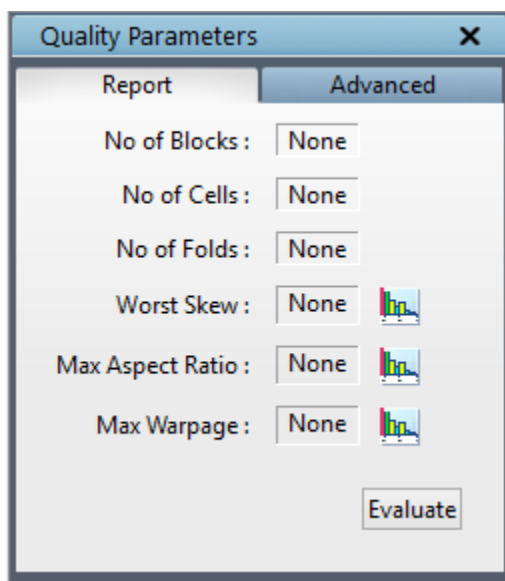 Quality Parameters
Report Advanced
No of Blocks : None
No of Cells : None
No of Folds : None
Worst Skew : None
Max Aspect Ratio : None
Max Warpage : None
Evaluate